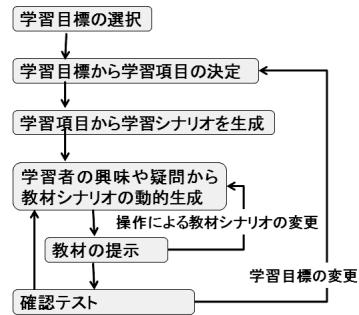 学習目標の選択
学習目標から学習項目の決定
学習項目から学習シナリオを生成
学習者の興味や疑問から
教材シナリオの動的生成
操作による教材シナリオの変更
教材の提示
学習目標の変更
確認テスト